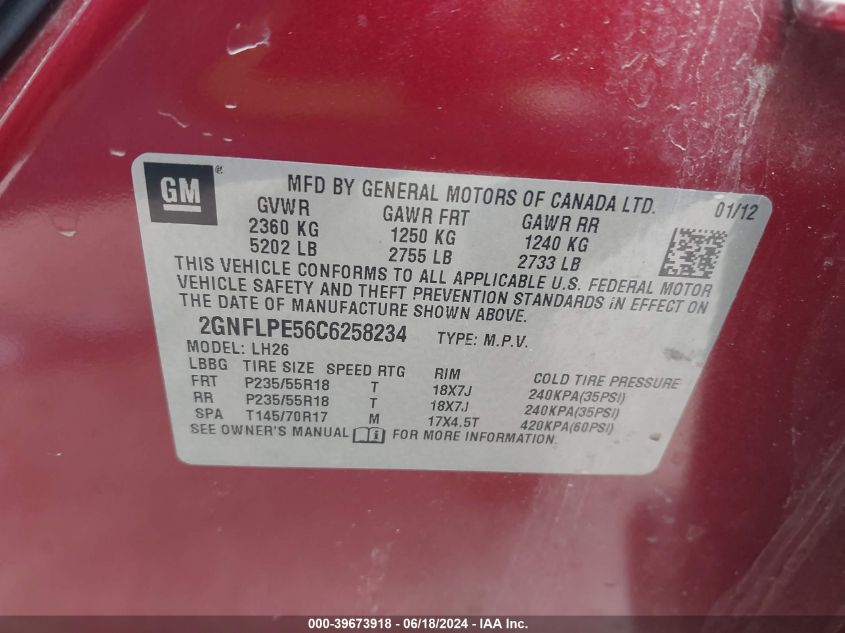 GM ®
MFD BY GENERAL MOTORS OF CANADA LTD. 01/12
GVWR GAWR FRT GAWR RR
2360 KG 1250 KG 1240 KG
5202 LB 2755 LB 2733 LB
THIS VEHICLE CONFORMS TO ALL APPLICABLE U.S. FEDERAL MOTOR
VEHICLE SAFETY AND THEFT PREVENTION STANDARDS IN EFFECT ON
THE DATE OF MANUFACTURE SHOWN ABOVE.
2GNFLPE56C6258234 TYPE: M.P.V.
MODEL: LH26
LBBG TIRE SIZE SPEED RTG RIM COLD TIRE PRESSURE
FRT P235/55R18 T 18X7J 240KPA(35PSI)
RR P235/55R18 T 18X7J 240KPA(35PSI)
SPA T145/70R17 M 17X4.5T 420KPA(60PSI)
SEE OWNER'S MANUAL FOR MORE INFORMATION.
000-39673918 - 06/18/2024 - IAA, Inc.